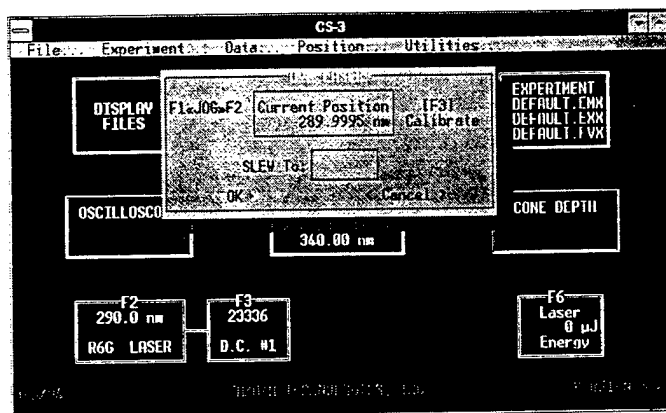 CS-3
File... Experiment... Data... Position... Utilities...
DISPLAY
FILES
F1←JOG→F2
Current Position
289.9995 nm
[F3]
Calibrate
SLEW To:
OK
Cancel
EXPERIMENT
DEFAULT.EMX
DEFAULT.EXX
DEFAULT.FVX
OSCILLOSCO
340.00 nm
CONE DEPTH
F2
290.0 nm
R6G LASER
F3
23336
D.C. #1
F6
Laser
0 µJ
Energy